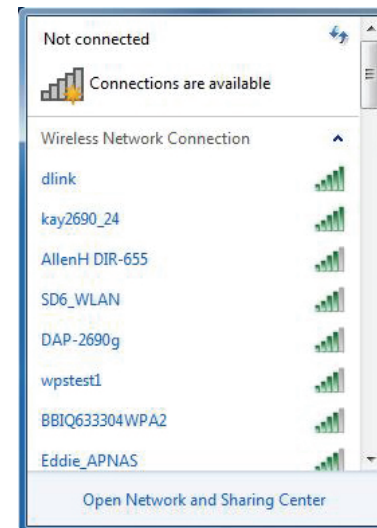 Not connected
Connections are available
Wireless Network Connection
dlink
kay2690_24
AllenH DIR-655
SD6_WLAN
DAP-2690g
wpstest1
BBIQ633304WPA2
Eddie_APNAS
Open Network and Sharing Center